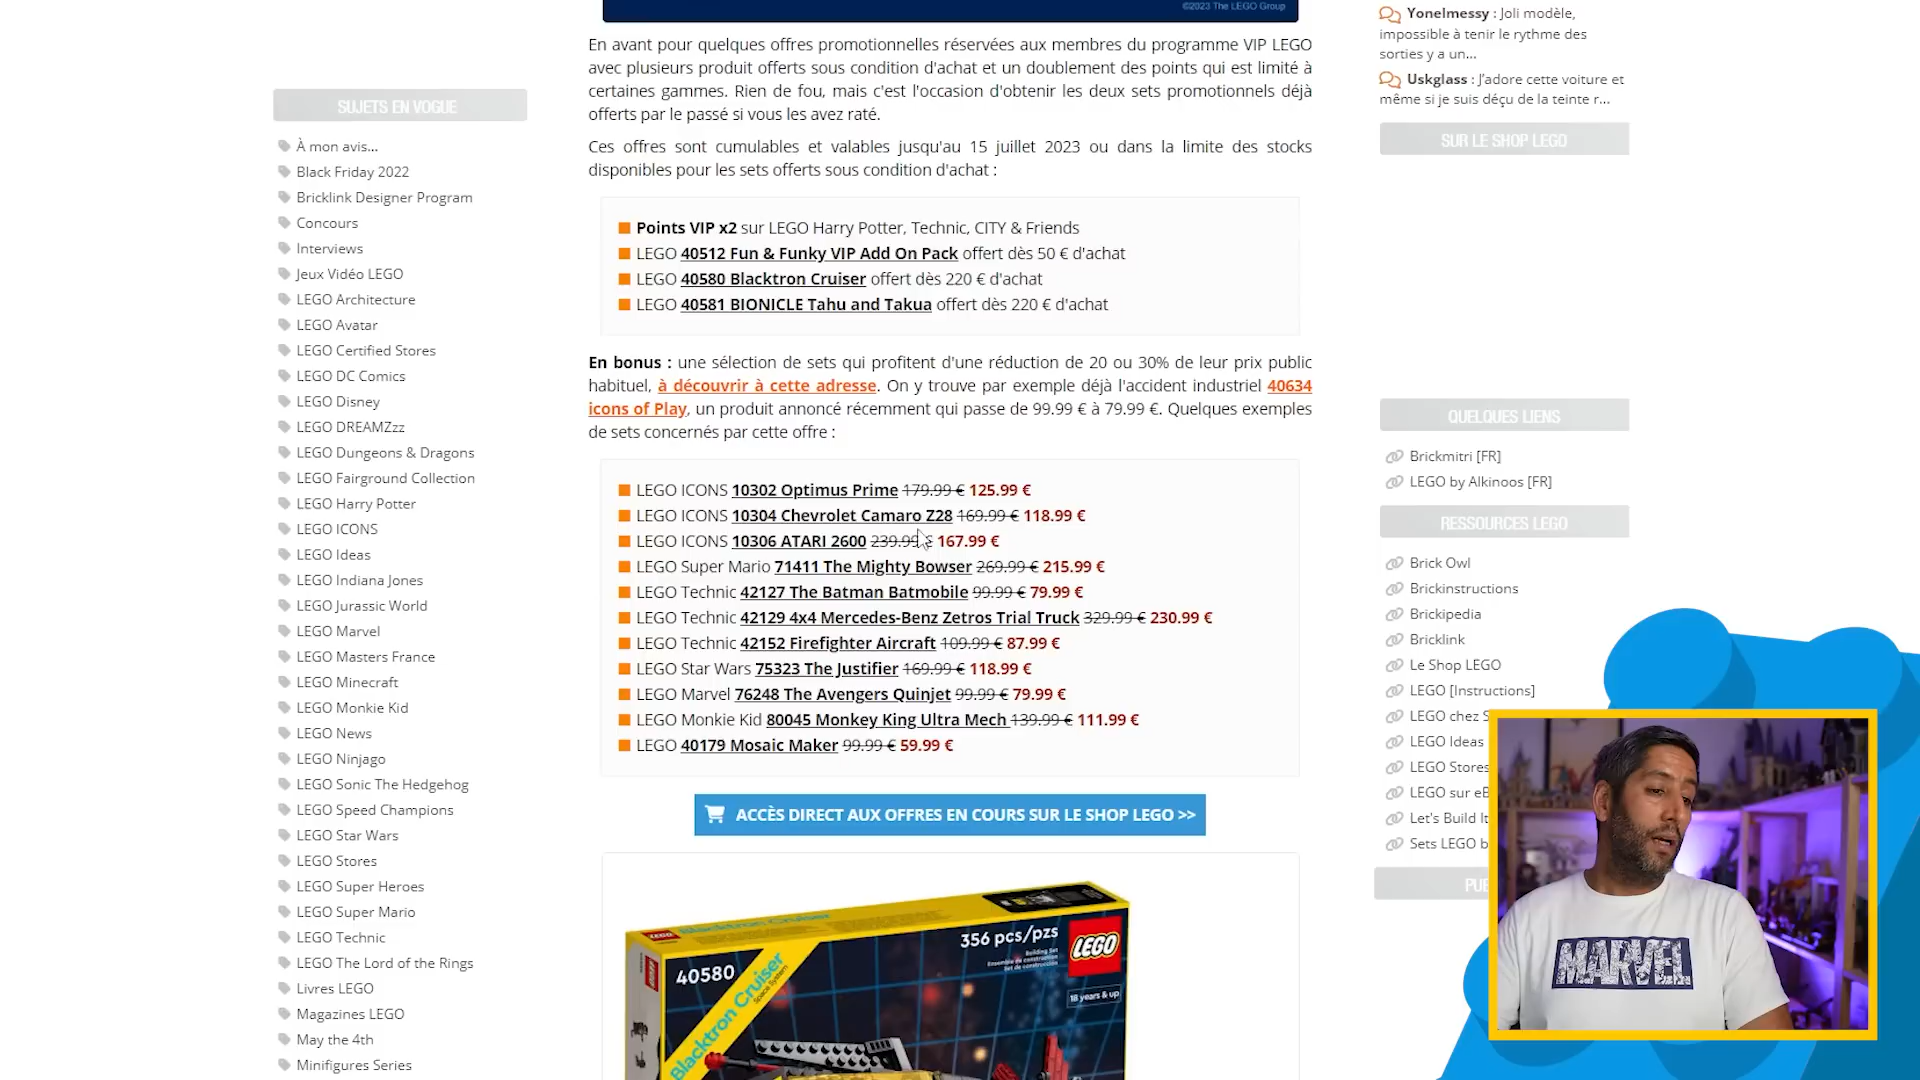 ©2023 The LEGO Group
En avant pour quelques offres promotionnelles réservées aux membres du programme VIP LEGO
avec plusieurs produit offerts sous condition d'achat et un doublement des points qui est limité à
certaines gammes. Rien de fou, mais c'est l'occasion d'obtenir les deux sets promotionnels déjà
offerts par le passé si vous les avez raté.
Ces offres sont cumulables et valables jusqu'au 15 juillet 2023 ou dans la limite des stocks
disponibles pour les sets offerts sous condition d'achat :
Points VIP x2 sur LEGO Harry Potter, Technic, CITY & Friends
LEGO 40512 Fun & Funky VIP Add On Pack offert dès 50 € d'achat
LEGO 40580 Blacktron Cruiser offert dès 220 € d'achat
LEGO 40581 BIONICLE Tahu and Takua offert dès 220 € d'achat
En bonus : une sélection de sets qui profitent d'une réduction de 20 ou 30% de leur prix public
habituel, à découvrir à cette adresse. On y trouve par exemple déjà l'accident industriel 40634
icons of Play, un produit annoncé récemment qui passe de 99.99 € à 79.99 €. Quelques exemples
de sets concernés par cette offre :
LEGO ICONS 10302 Optimus Prime 179.99 € 125.99 €
LEGO ICONS 10304 Chevrolet Camaro Z28 169.99 € 118.99 €
LEGO ICONS 10306 ATARI 2600 239.99 € 167.99 €
LEGO Super Mario 71411 The Mighty Bowser 269.99 € 215.99 €
LEGO Technic 42127 The Batman Batmobile 99.99 € 79.99 €
LEGO Technic 42129 4x4 Mercedes-Benz Zetros Trial Truck 329.99 € 230.99 €
LEGO Technic 42152 Firefighter Aircraft 109.99 € 87.99 €
LEGO Star Wars 75323 The Justifier 169.99 € 118.99 €
LEGO Marvel 76248 The Avengers Quinjet 99.99 € 79.99 €
LEGO Monkie Kid 80045 Monkey King Ultra Mech 139.99 € 111.99 €
LEGO 40179 Mosaic Maker 99.99 € 59.99 €
ACCÈS DIRECT AUX OFFRES EN COURS SUR LE SHOP LEGO >>
LEGO
Blacktron Cruiser
356 pcs/pzs
LEGO
40580
Blacktron Cruiser
Space System
18 years & up
SUJETS EN VOGUE
À mon avis...
Black Friday 2022
Bricklink Designer Program
Concours
Interviews
Jeux Vidéo LEGO
LEGO Architecture
LEGO Avatar
LEGO Certified Stores
LEGO DC Comics
LEGO Disney
LEGO DREAMZzz
LEGO Dungeons & Dragons
LEGO Fairground Collection
LEGO Harry Potter
LEGO ICONS
LEGO Ideas
LEGO Indiana Jones
LEGO Jurassic World
LEGO Marvel
LEGO Masters France
LEGO Minecraft
LEGO Monkie Kid
LEGO News
LEGO Ninjago
LEGO Sonic The Hedgehog
LEGO Speed Champions
LEGO Star Wars
LEGO Stores
LEGO Super Heroes
LEGO Super Mario
LEGO Technic
LEGO The Lord of the Rings
Livres LEGO
Magazines LEGO
May the 4th
Minifigures Series
Yonelmessy : Joli modèle,
impossible à tenir le rythme des
sorties y a un...
Uskglass : J'adore cette voiture et
même si je suis déçu de la teinte r...
SUR LE SHOP LEGO
QUELQUES LIENS
Brickmitri [FR]
LEGO by Alkinoos [FR]
RESSOURCES LEGO
Brick Owl
Brickinstructions
Brickipedia
Bricklink
Le Shop LEGO
LEGO [Instructions]
LEGO chez S
LEGO Ideas
LEGO Stores
LEGO sur eB
Let's Build It
Sets LEGO b
PU
MARVEL